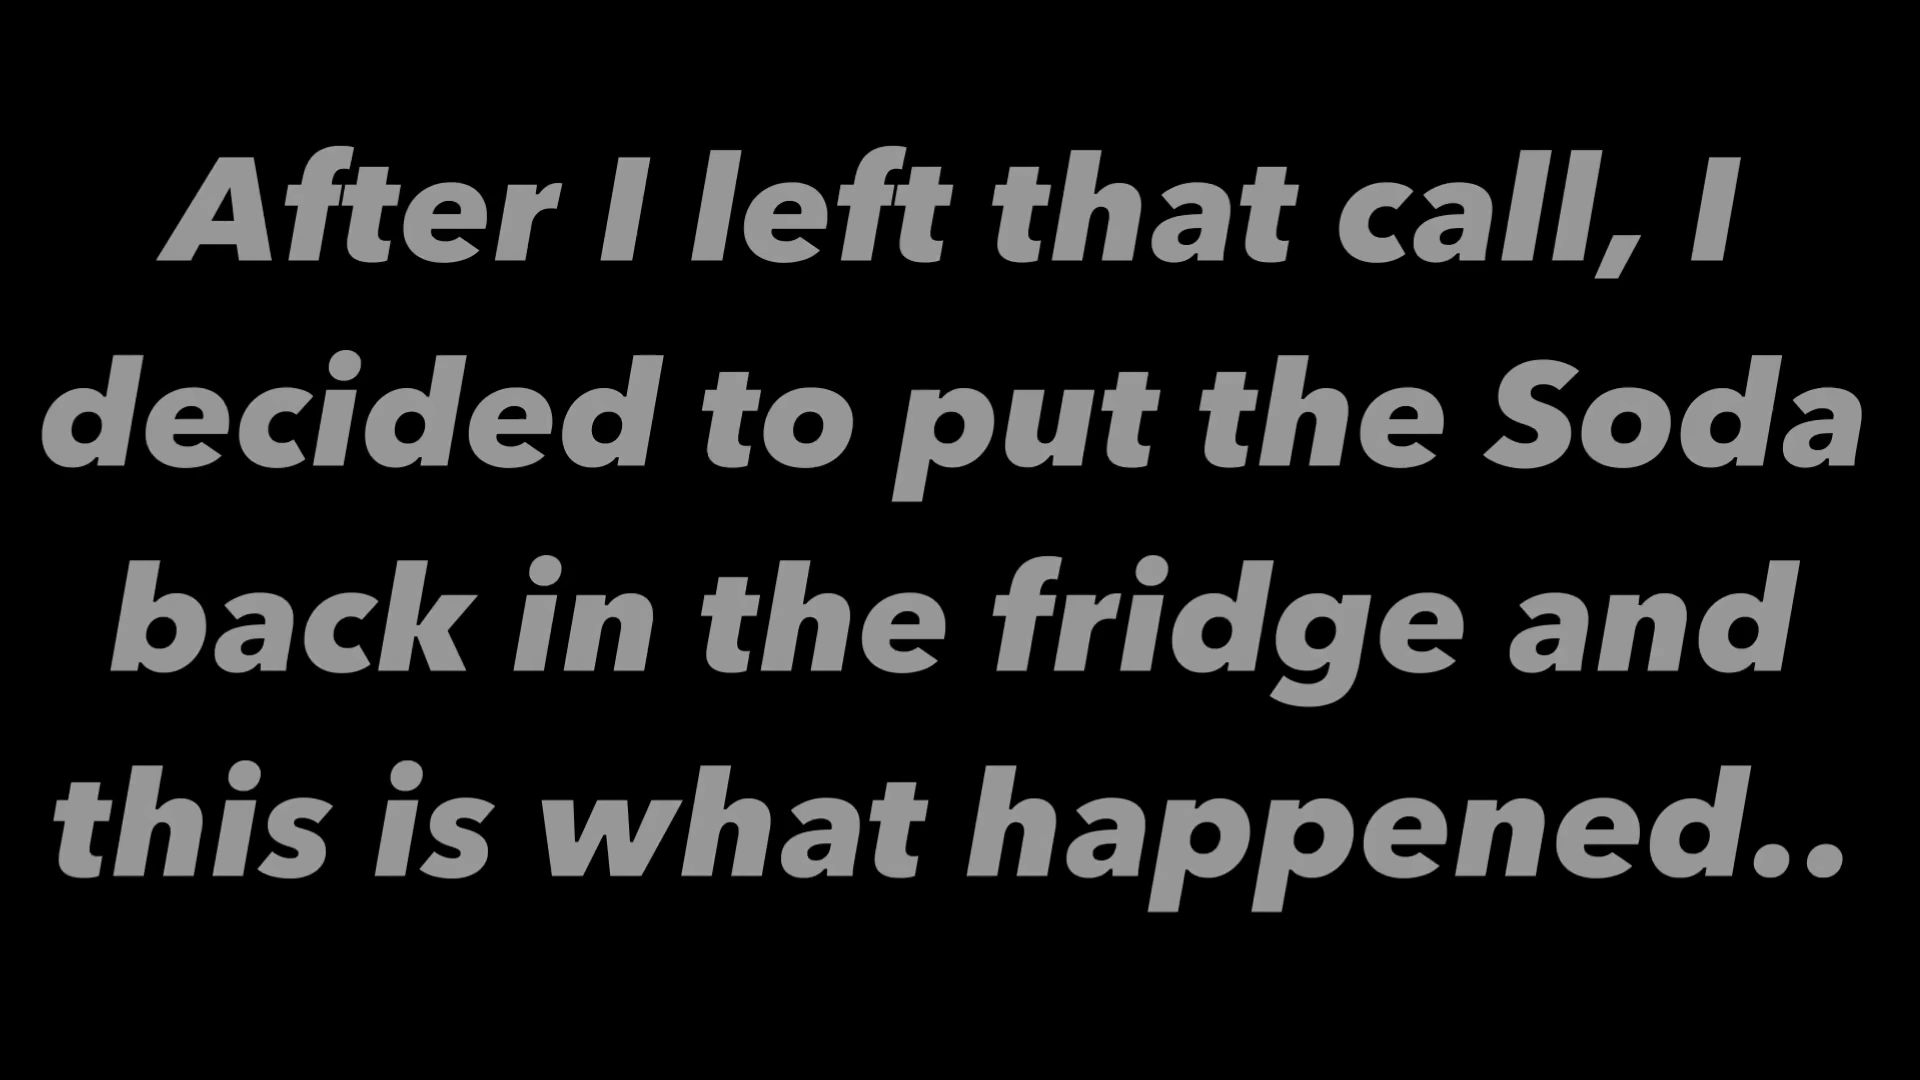 After I left that call, I
decided to put the Soda
back in the fridge and
this is what happened..